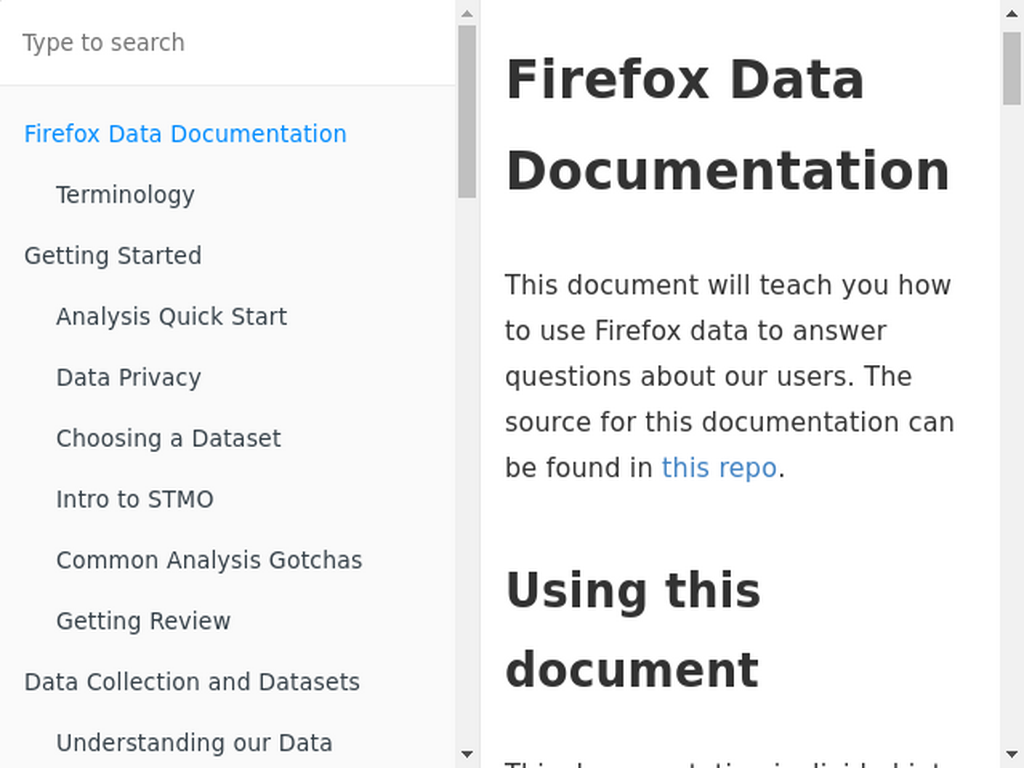 Type to search
Firefox Data Documentation
Terminology
Getting Started
Analysis Quick Start
Data Privacy
Choosing a Dataset
Intro to STMO
Common Analysis Gotchas
Getting Review
Data Collection and Datasets
Understanding our Data
Firefox Data
Documentation
This document will teach you how
to use Firefox data to answer
questions about our users. The
source for this documentation can
be found in this repo.
Using this
document